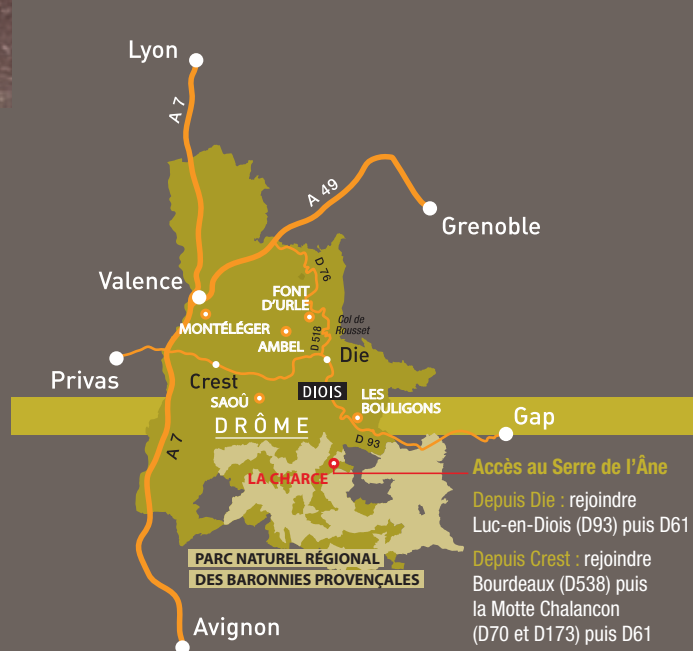 Lyon
A 7
A 49
Grenoble
D 76
Valence
FONT
D'URLE
MONTÉLÉGER
Col de
Rousset
AMBEL
D 518
Die
Privas
Crest
DIOIS
SAOÛ
LES
BOULIGONS
Gap
DRÔME
D 93
A 7
LA CHARCE
Accès au Serre de l'Âne
Depuis Die : rejoindre
Luc-en-Diois (D93) puis D61
PARC NATUREL RÉGIONAL
DES BARONNIES PROVENÇALES
Depuis Crest : rejoindre
Bourdeaux (D538) puis
la Motte Chalancon
(D70 et D173) puis D61
Avignon